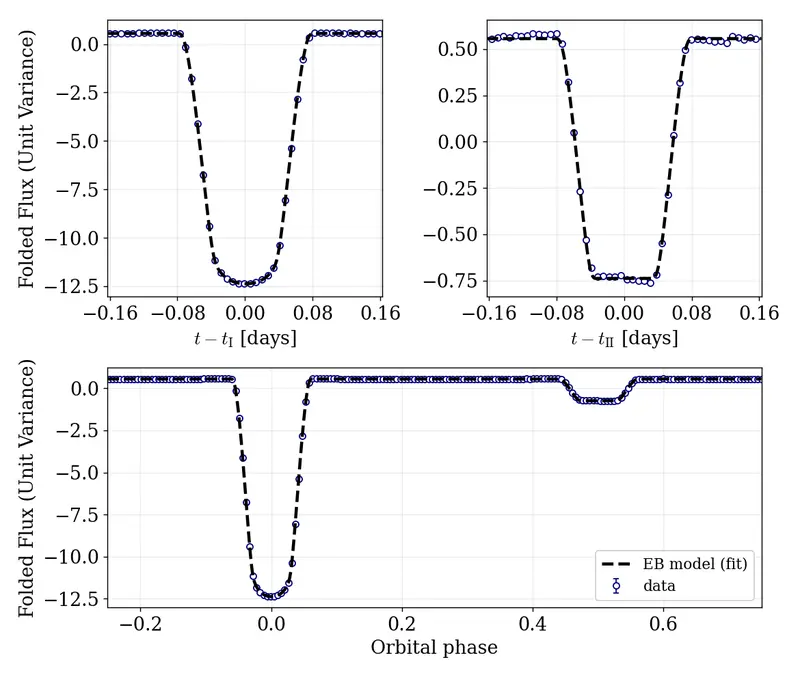 Folded Flux (Unit Variance)
0.0
−2.5
−5.0
−7.5
−10.0
−12.5
−0.16 −0.08 0.00 0.08 0.16
t − tI [days]
0.50
0.25
0.00
−0.25
−0.50
−0.75
−0.16 −0.08 0.00 0.08 0.16
t − tII [days]
Folded Flux (Unit Variance)
0.0
−2.5
−5.0
−7.5
−10.0
−12.5
−0.2 0.0 0.2 0.4 0.6
Orbital phase
EB model (fit)
data